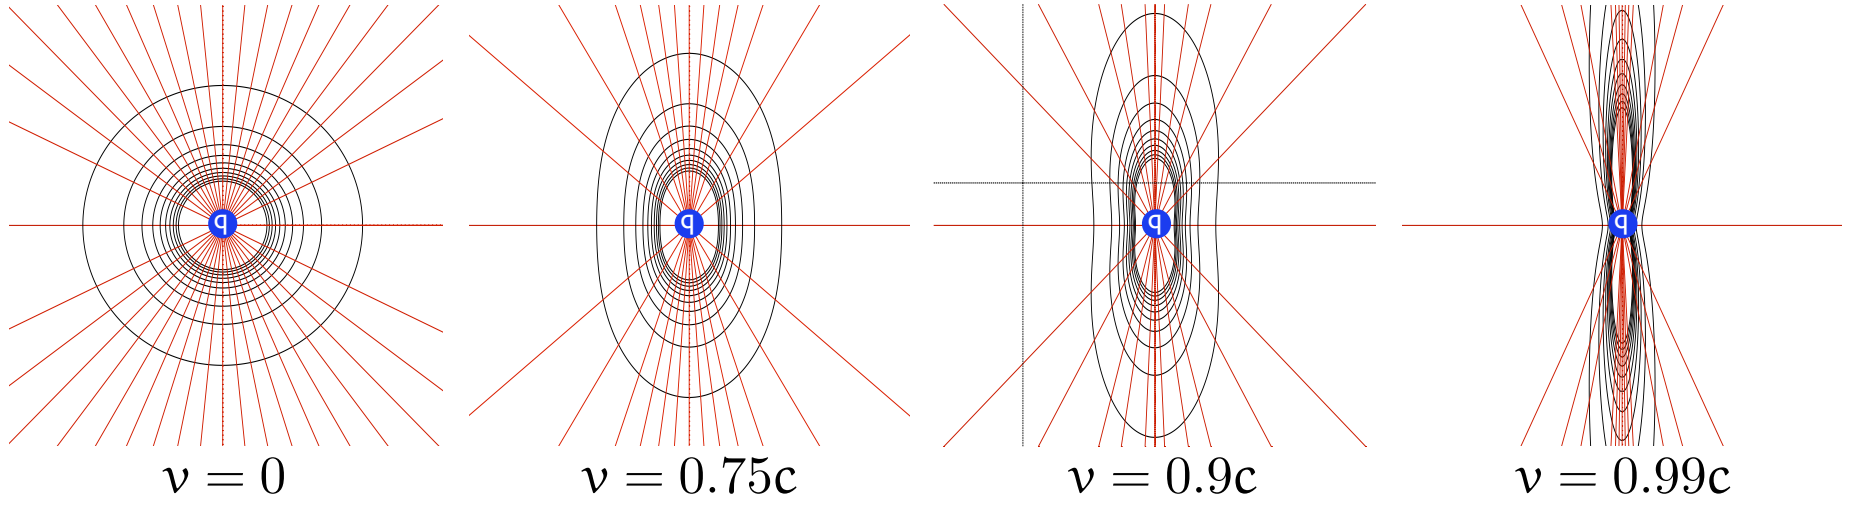 q q q q
v = 0 v = 0.75c v = 0.9c v = 0.99c